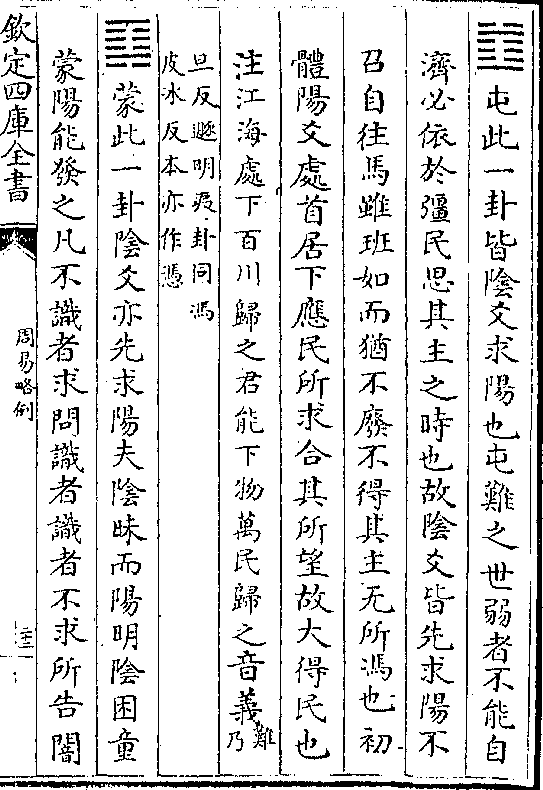 ䷂屯此一卦皆陰爻求陽也屯難之世弱者不能自
濟必依於彊民思其主之時也故陰爻皆先求陽不
召自往馬雖班如而猶不廢不得其主无所馮也初
體陽爻處首居下應民所求合其所望故大得民也
注江海處下百川歸之君能下物萬民歸之音義難乃
旦反遯明夷卦同馮
皮冰反本亦作憑
䷃蒙此一卦陰爻亦先求陽夫陰昧而陽明陰困童
蒙陽能發之凡不識者求問識者識者不求所告闇
欽定四庫全書
周易略例